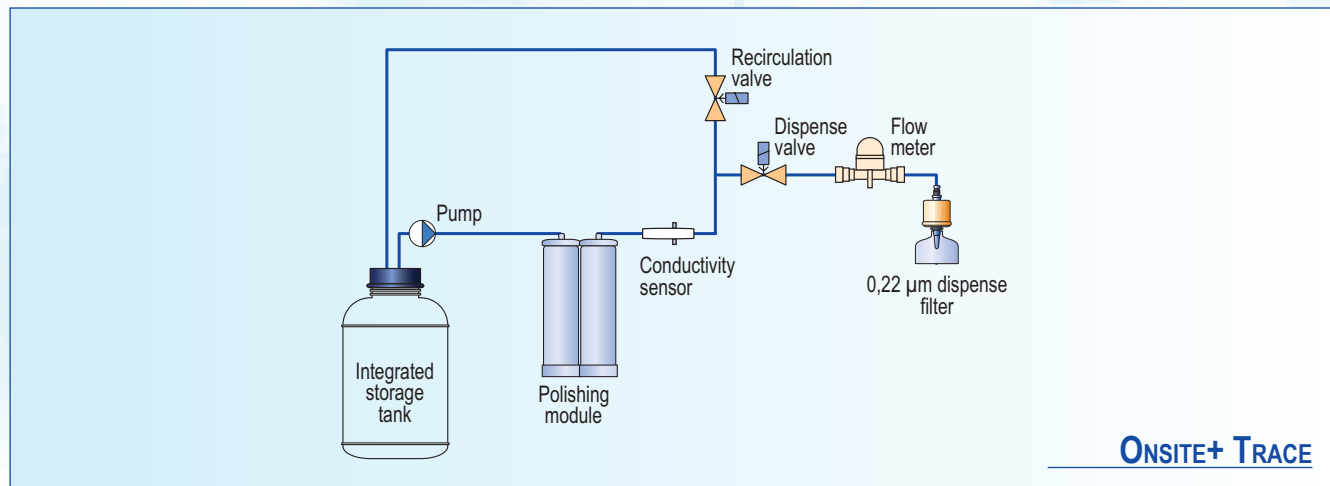 Recirculation
valve
Dispense
valve
Flow
meter
Pump
Conductivity
sensor
0,22 µm dispense
filter
Integrated
storage
tank
Polishing
module
ONSITE+ TRACE